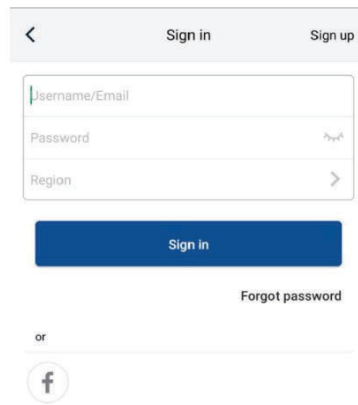 Sign in Sign up
Username/Email
Password
Region
Sign in
Forgot password
or
f